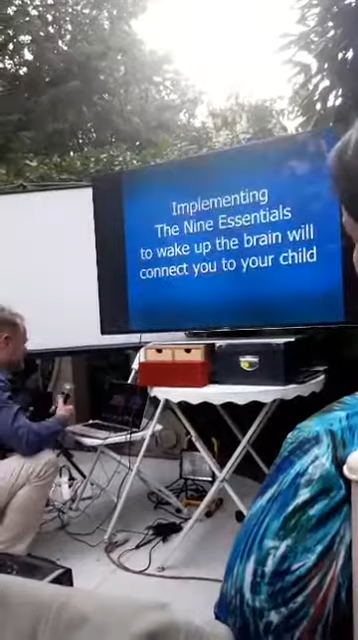 Implementing
The Nine Essentials
to wake up the brain will
connect you to your child